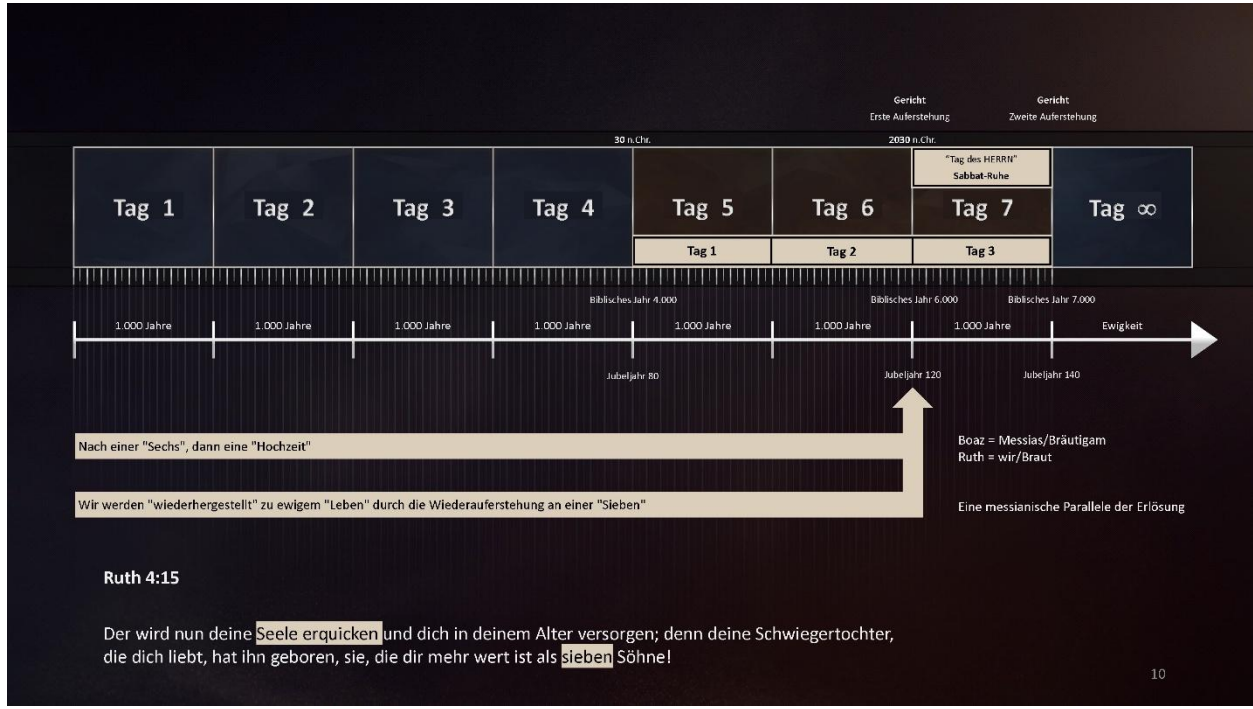 Gericht
Erste Auferstehung
Gericht
Zweite Auferstehung
30 n.Chr.
2030 n.Chr.
Tag 1
Tag 2
Tag 3
Tag 4
Tag 5
Tag 6
"Tag des HERRN"
Sabbat-Ruhe
Tag 7
Tag ∞
Tag 1
Tag 2
Tag 3
Biblisches Jahr 4.000
Biblisches Jahr 6.000
Biblisches Jahr 7.000
1.000 Jahre
1.000 Jahre
1.000 Jahre
1.000 Jahre
1.000 Jahre
1.000 Jahre
1.000 Jahre
Ewigkeit
Jubeljahr 80
Jubeljahr 120
Jubeljahr 140
Nach einer "Sechs", dann eine "Hochzeit"
Boaz = Messias/Bräutigam
Ruth = wir/Braut
Wir werden "wiederhergestellt" zu ewigem "Leben" durch die Wiederauferstehung an einer "Sieben"
Eine messianische Parallele der Erlösung
Ruth 4:15
Der wird nun deine Seele erquicken und dich in deinem Alter versorgen; denn deine Schwiegertochter,
die dich liebt, hat ihn geboren, sie, die dir mehr wert ist als sieben Söhne!
10